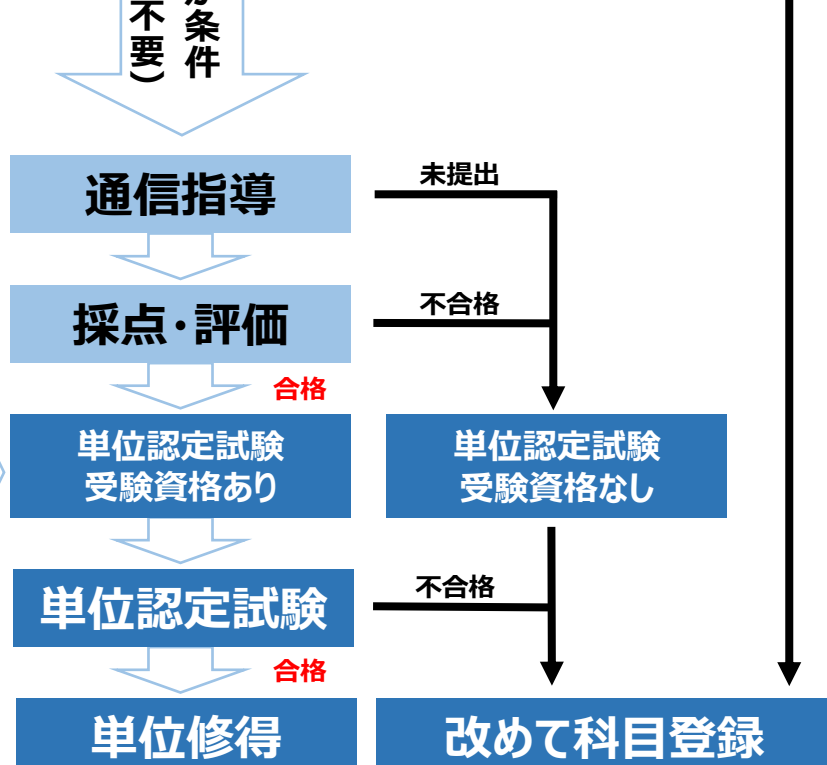 条件
不要）
通信指導
未提出
採点・評価
不合格
合格
単位認定試験
受験資格あり
単位認定試験
受験資格なし
単位認定試験
不合格
合格
単位修得
改めて科目登録